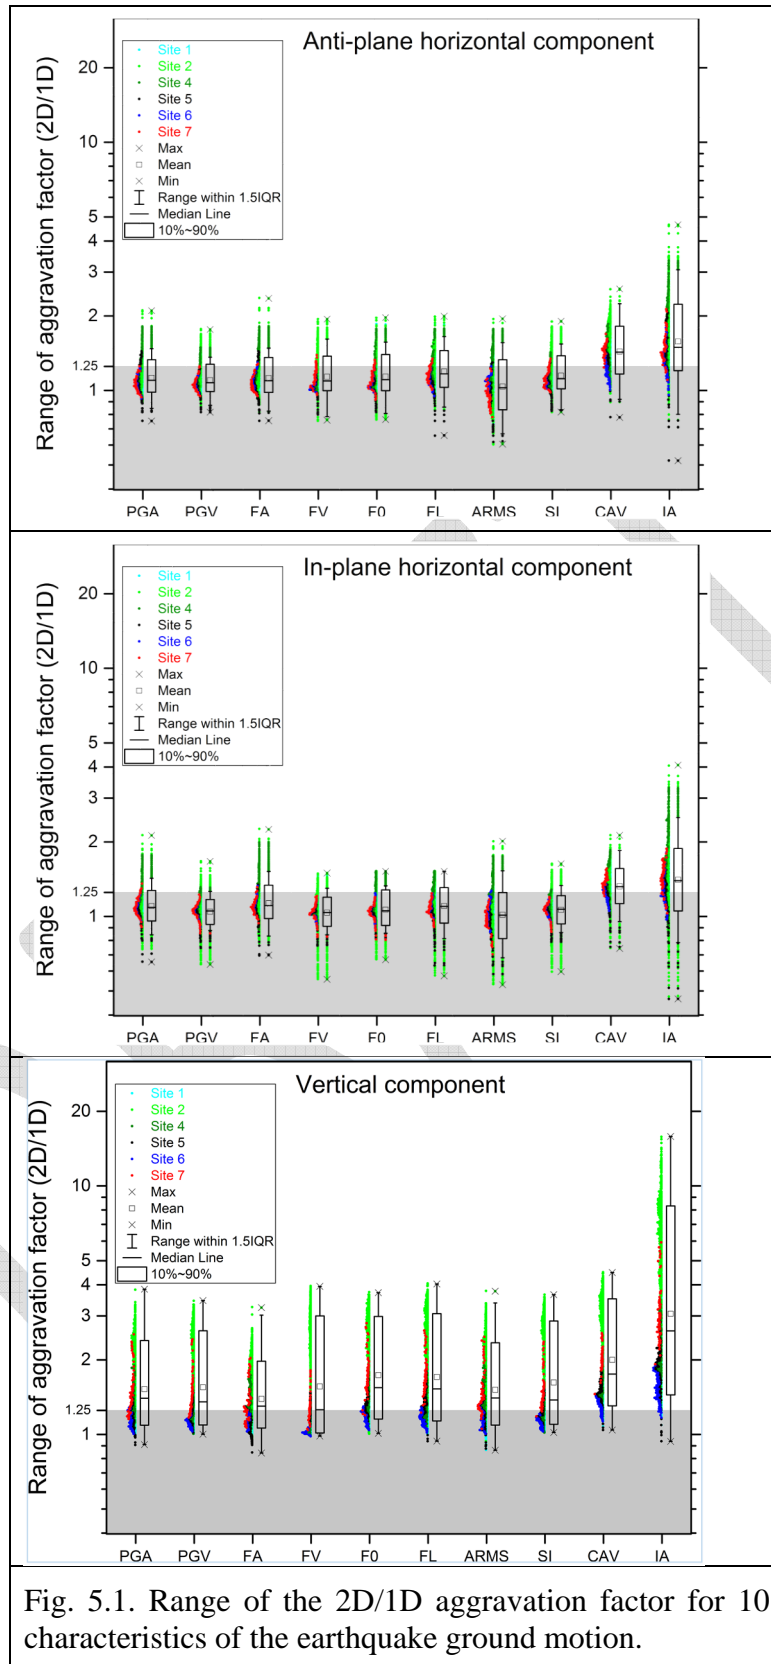 Anti-plane horizontal component
Range of aggravation factor (2D/1D)
20
10
5
4
3
2
1.25
1
Site 1
Site 2
Site 4
Site 5
Site 6
Site 7
Max
Mean
Min
Range within 1.5IQR
Median Line
10%~90%
PGA PGV FA FV F0 FL ARMS SI CAV IA
In-plane horizontal component
Range of aggravation factor (2D/1D)
20
10
5
4
3
2
1.25
1
Site 1
Site 2
Site 4
Site 5
Site 6
Site 7
Max
Mean
Min
Range within 1.5IQR
Median Line
10%~90%
PGA PGV FA FV F0 FL ARMS SI CAV IA
Vertical component
Range of aggravation factor (2D/1D)
20
10
5
4
3
2
1.25
1
Site 1
Site 2
Site 4
Site 5
Site 6
Site 7
Max
Mean
Min
Range within 1.5IQR
Median Line
10%~90%
PGA PGV FA FV F0 FL ARMS SI CAV IA
Fig. 5.1. Range of the 2D/1D aggravation factor for 10
characteristics of the earthquake ground motion.